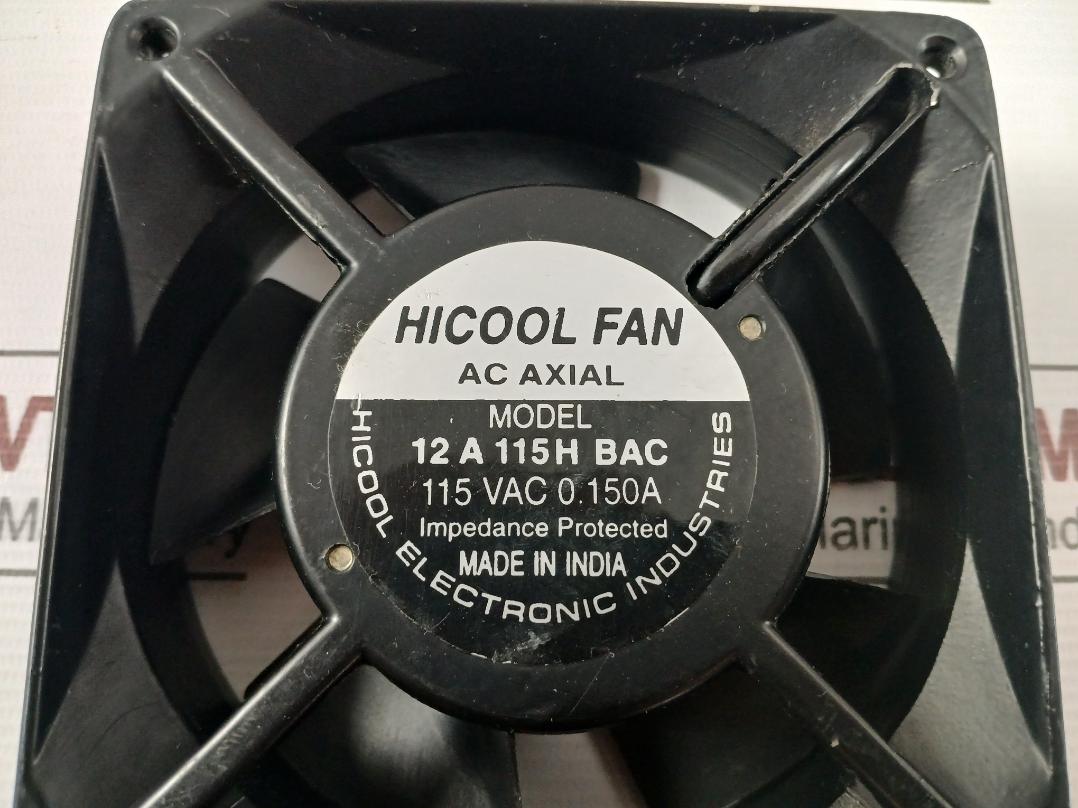 HICOOL FAN
AC AXIAL
MODEL
12 A 115H BAC
115 VAC 0.150A
Impedance Protected
MADE IN INDIA
HICOOL ELECTRONIC INDUSTRIES